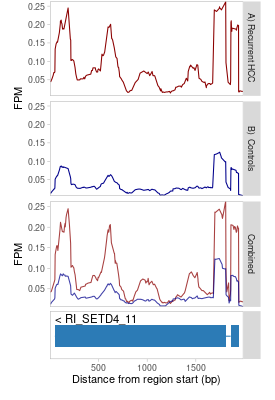 0.25
0.20
0.15
0.10
0.05
FPM
A) Recurrent HCC
0.25
0.20
0.15
0.10
0.05
FPM
B) Controls
0.25
0.20
0.15
0.10
0.05
FPM
Combined
< RI_SETD4_11
500 1000 1500
Distance from region start (bp)